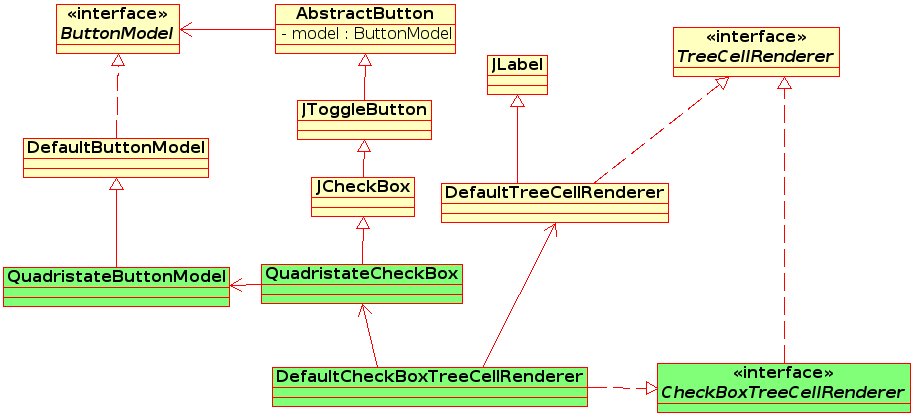 «interface»
ButtonModel
AbstractButton
- model : ButtonModel
«interface»
TreeCellRenderer
JLabel
JToggleButton
DefaultButtonModel
JCheckBox
DefaultTreeCellRenderer
QuadristateButtonModel
QuadristateCheckBox
DefaultCheckBoxTreeCellRenderer
«interface»
CheckBoxTreeCellRenderer